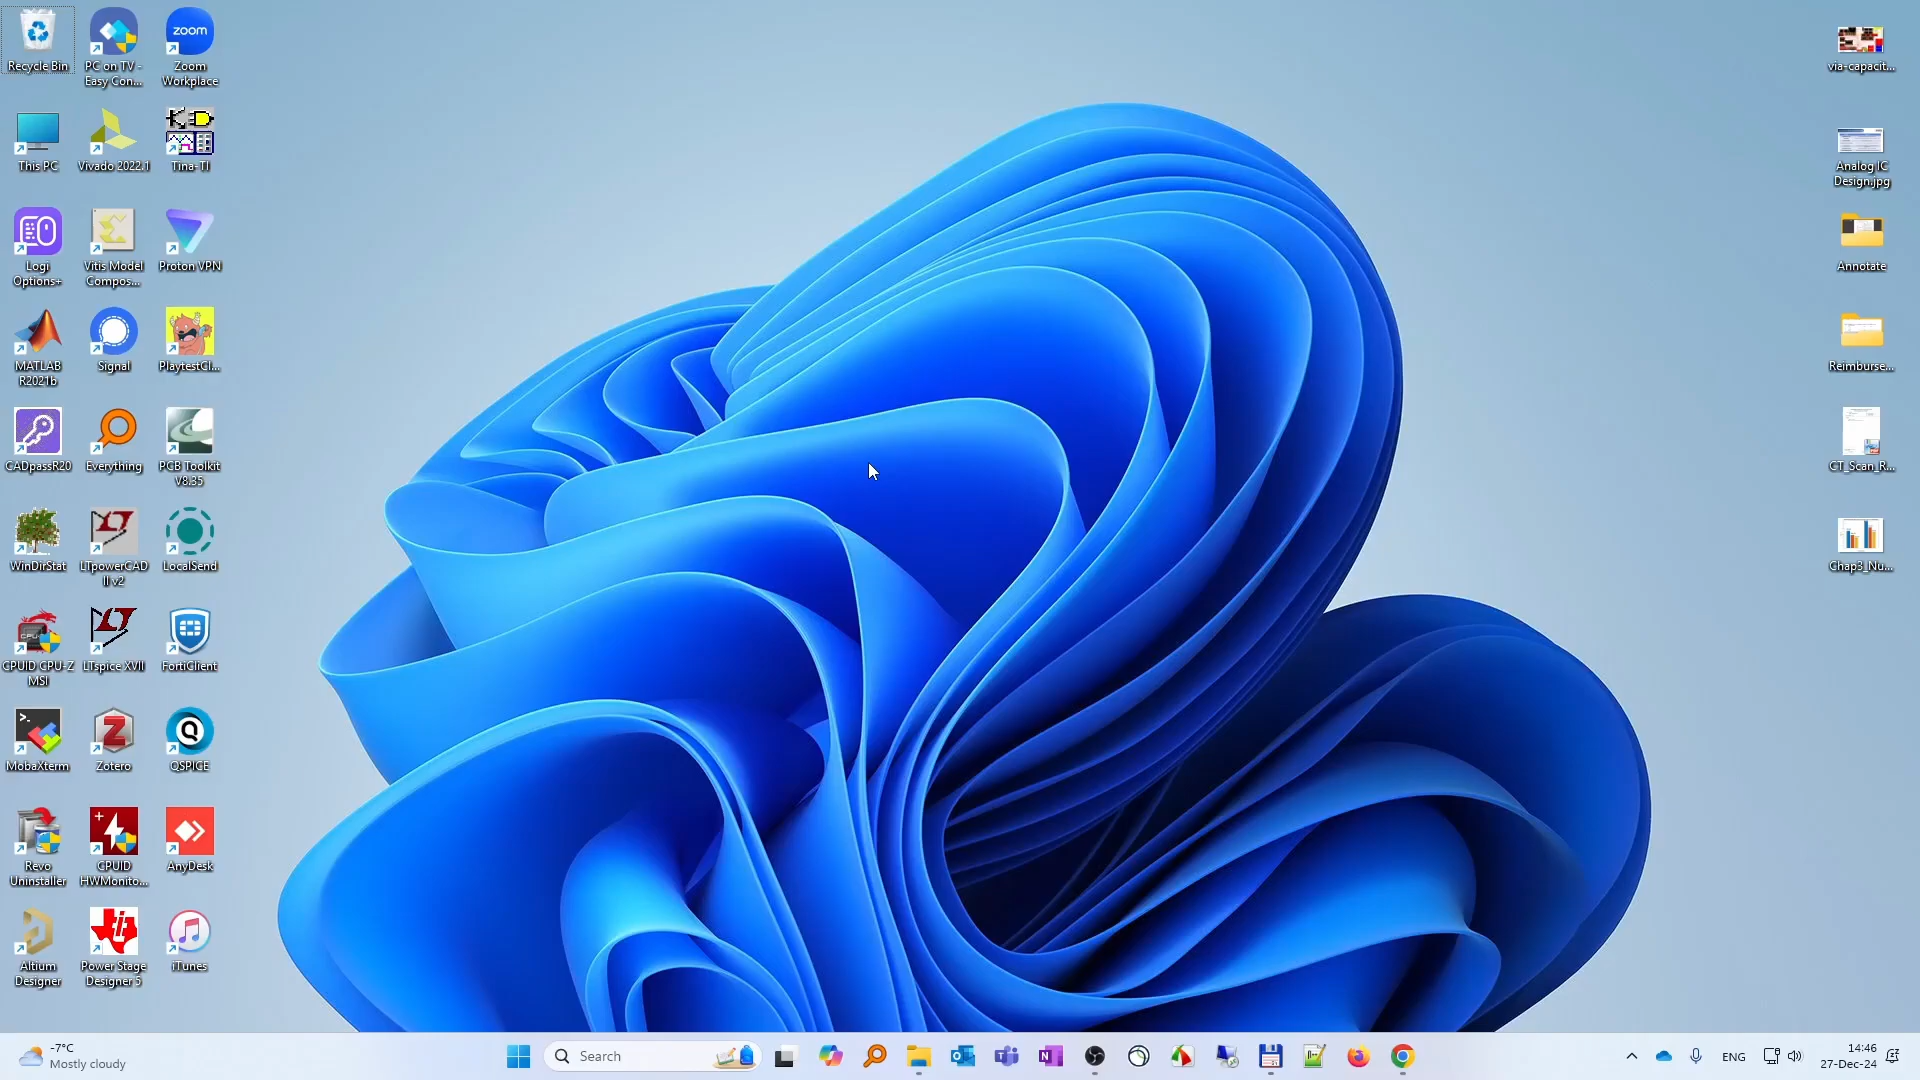 Recycle Bin
PC on TV -
Easy Con...
zoom
Zoom
Workplace
This PC
Vivado 2022.1
Tina-TI
Logi
Options+
Vitis Model
Compos...
Proton VPN
MATLAB
R2021b
Signal
PlaytestCl...
CADpassR20
Everything
PCB Toolkit
V8.35
WinDirStat
LTpowerCAD
II v2
LocalSend
CPUID CPU-Z
MSI
LTspice XVII
FortiClient
MobaXterm
Zotero
QSPICE
Revo
Uninstaller
CPUID
HWMonito...
AnyDesk
Altium
Designer
Power Stage
Designer 5
iTunes
via-capacit...
Analog IC
Design.jpg
Annotate
Reimburse...
CT_Scan_R...
Chap3_Nu...
-7°C
Mostly cloudy
Search
ENG
14:46
27-Dec-24